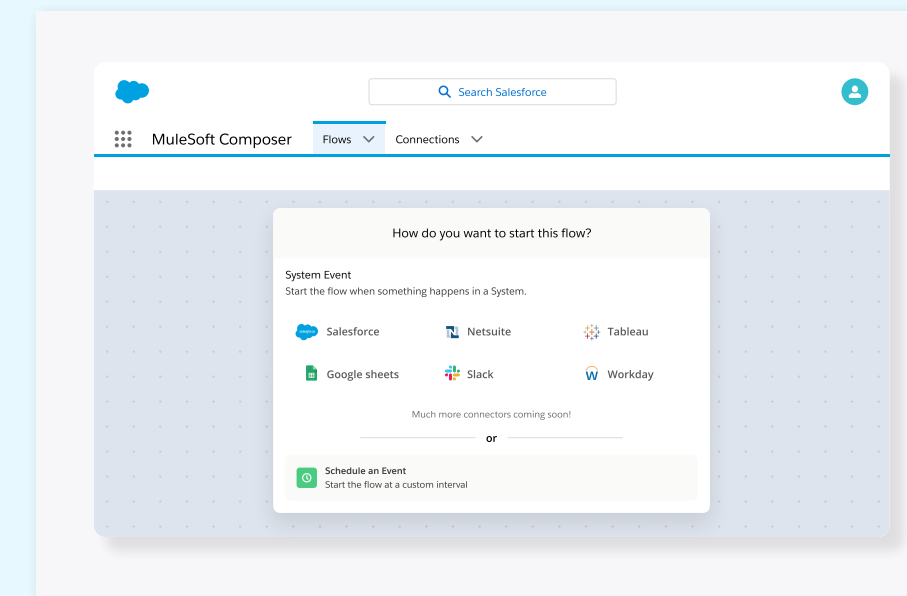 Search Salesforce
MuleSoft Composer
Flows
Connections
How do you want to start this flow?
System Event
Start the flow when something happens in a System.
Salesforce
Netsuite
Tableau
Google sheets
Slack
Workday
Much more connectors coming soon!
or
Schedule an Event
Start the flow at a custom interval